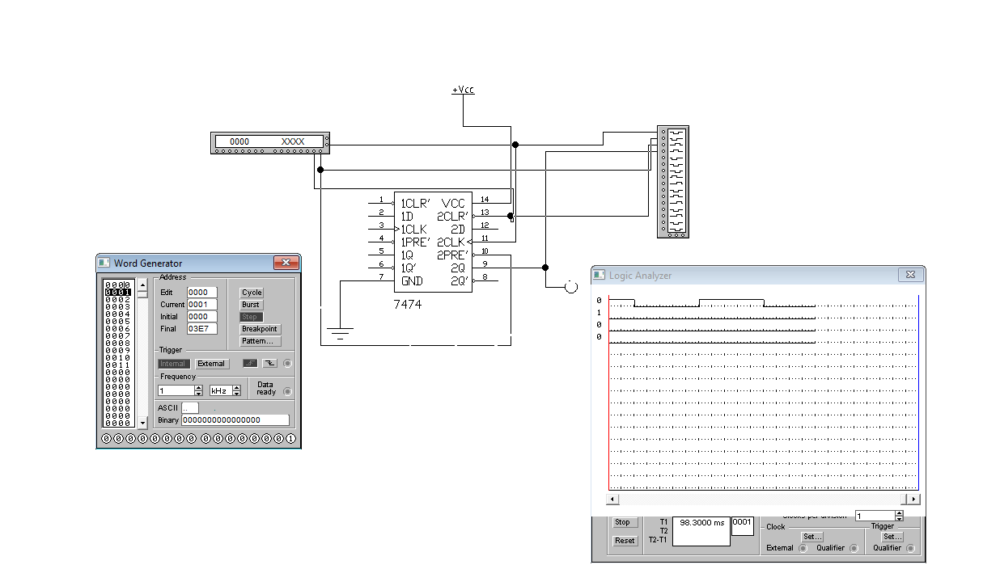 +Vcc
0000 XXXX
1 1CLR' VCC 14
2 1D 2CLR' 13
3 1CLK 2D 12
4 1PRE' 2CLK 11
5 1Q 2PRE' 10
6 1Q' 2Q 9
7 GND 2Q' 8
7474
Word Generator
0000
0001
0002
0003
0004
0005
0006
0007
0008
0009
0010
0011
0000
0000
0000
0000
0000
0000
0000
0000
Address
Edit 0000
Current 0001
Initial 0000
Final 03E7
Cycle
Burst
Step
Breakpoint
Pattern...
Trigger
Internal External
Frequency
1 kHz
Data
ready
ASCII ..
Binary 0000000000000000
0 0 0 0 0 0 0 0 0 0 0 0 0 0 0 1
Logic Analyzer
0
1
0
0
Stop
Reset
T1 98.3000 ms 0001
T2
T2-T1
Clocks per division 1
Clock
Set...
External Qualifier
Trigger
Set...
Qualifier